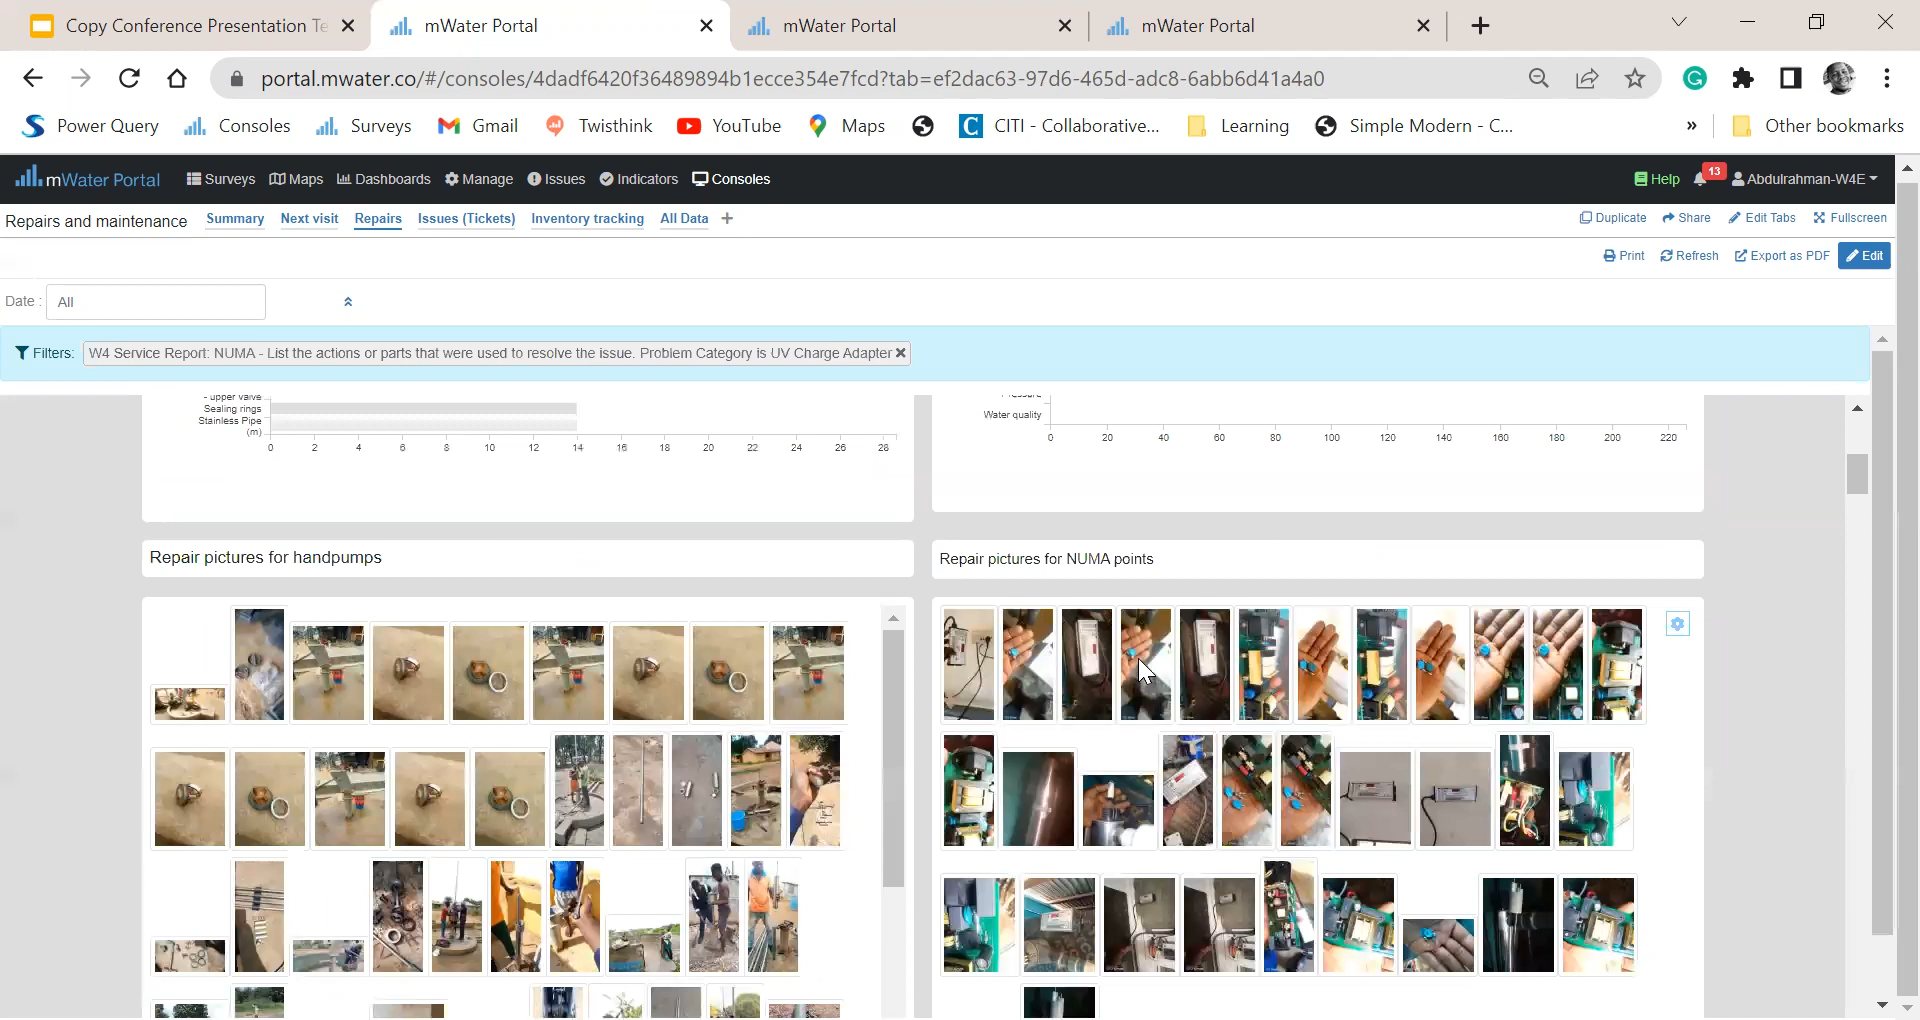 Copy Conference Presentation Te
mWater Portal
mWater Portal
mWater Portal
portal.mwater.co/#/consoles/4dadf6420f36489894b1ecce354e7fcd?tab=ef2dac63-97d6-465d-adc8-6abb6d41a4a0
Power Query
Consoles
Surveys
Gmail
Twisthink
YouTube
Maps
CITI - Collaborative...
Learning
Simple Modern - C...
»
Other bookmarks
mWater Portal
Surveys
Maps
Dashboards
Manage
Issues
Indicators
Consoles
Help
13
Abdulrahman-W4E
Repairs and maintenance
Summary
Next visit
Repairs
Issues (Tickets)
Inventory tracking
All Data
Duplicate
Share
Edit Tabs
Fullscreen
Print
Refresh
Export as PDF
Edit
Date :
All
Filters:
W4 Service Report: NUMA - List the actions or parts that were used to resolve the issue. Problem Category is UV Charge Adapter
- upper valve
Sealing rings
Stainless Pipe
(m)
0 2 4 6 8 10 12 14 16 18 20 22 24 26 28
Pressure
Water quality
0 20 40 60 80 100 120 140 160 180 200 220
Repair pictures for handpumps
Repair pictures for NUMA points